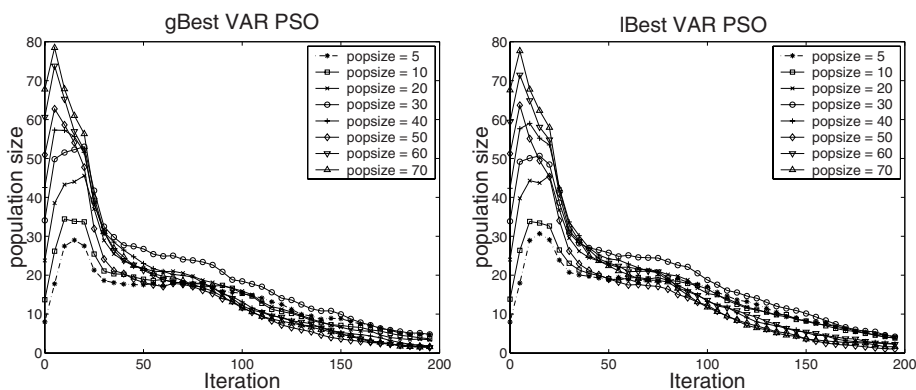 gBest VAR PSO
population size
80
70
60
50
40
30
20
10
0
popsize = 5
popsize = 10
popsize = 20
popsize = 30
popsize = 40
popsize = 50
popsize = 60
popsize = 70
0 50 100 150 200
Iteration
lBest VAR PSO
population size
80
70
60
50
40
30
20
10
0
popsize = 5
popsize = 10
popsize = 20
popsize = 30
popsize = 40
popsize = 50
popsize = 60
popsize = 70
0 50 100 150 200
Iteration